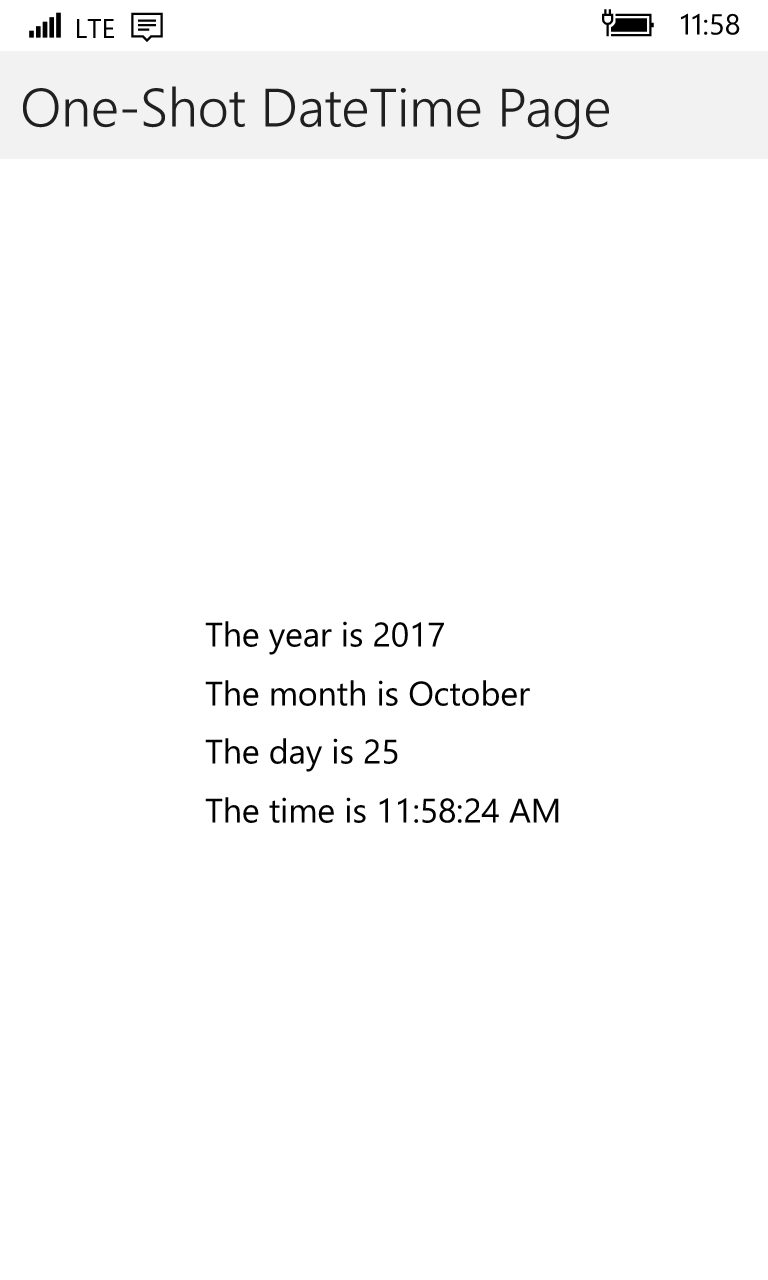 LTE 11:58
One-Shot DateTime Page
The year is 2017
The month is October
The day is 25
The time is 11:58:24 AM